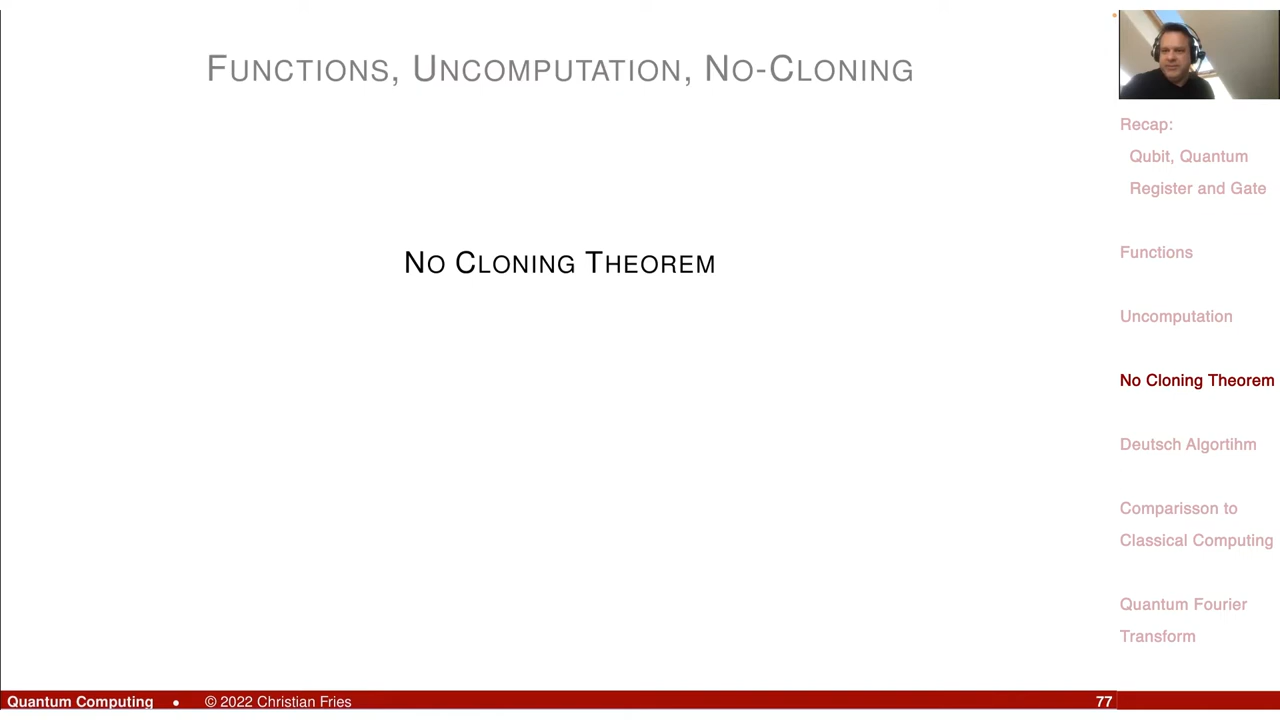 FUNCTIONS, UNCOMPUTATION, NO-CLONING
NO CLONING THEOREM
Recap:
Qubit, Quantum
Register and Gate
Functions
Uncomputation
No Cloning Theorem
Deutsch Algortihm
Comparisson to
Classical Computing
Quantum Fourier
Transform
Quantum Computing • © 2022 Christian Fries 77